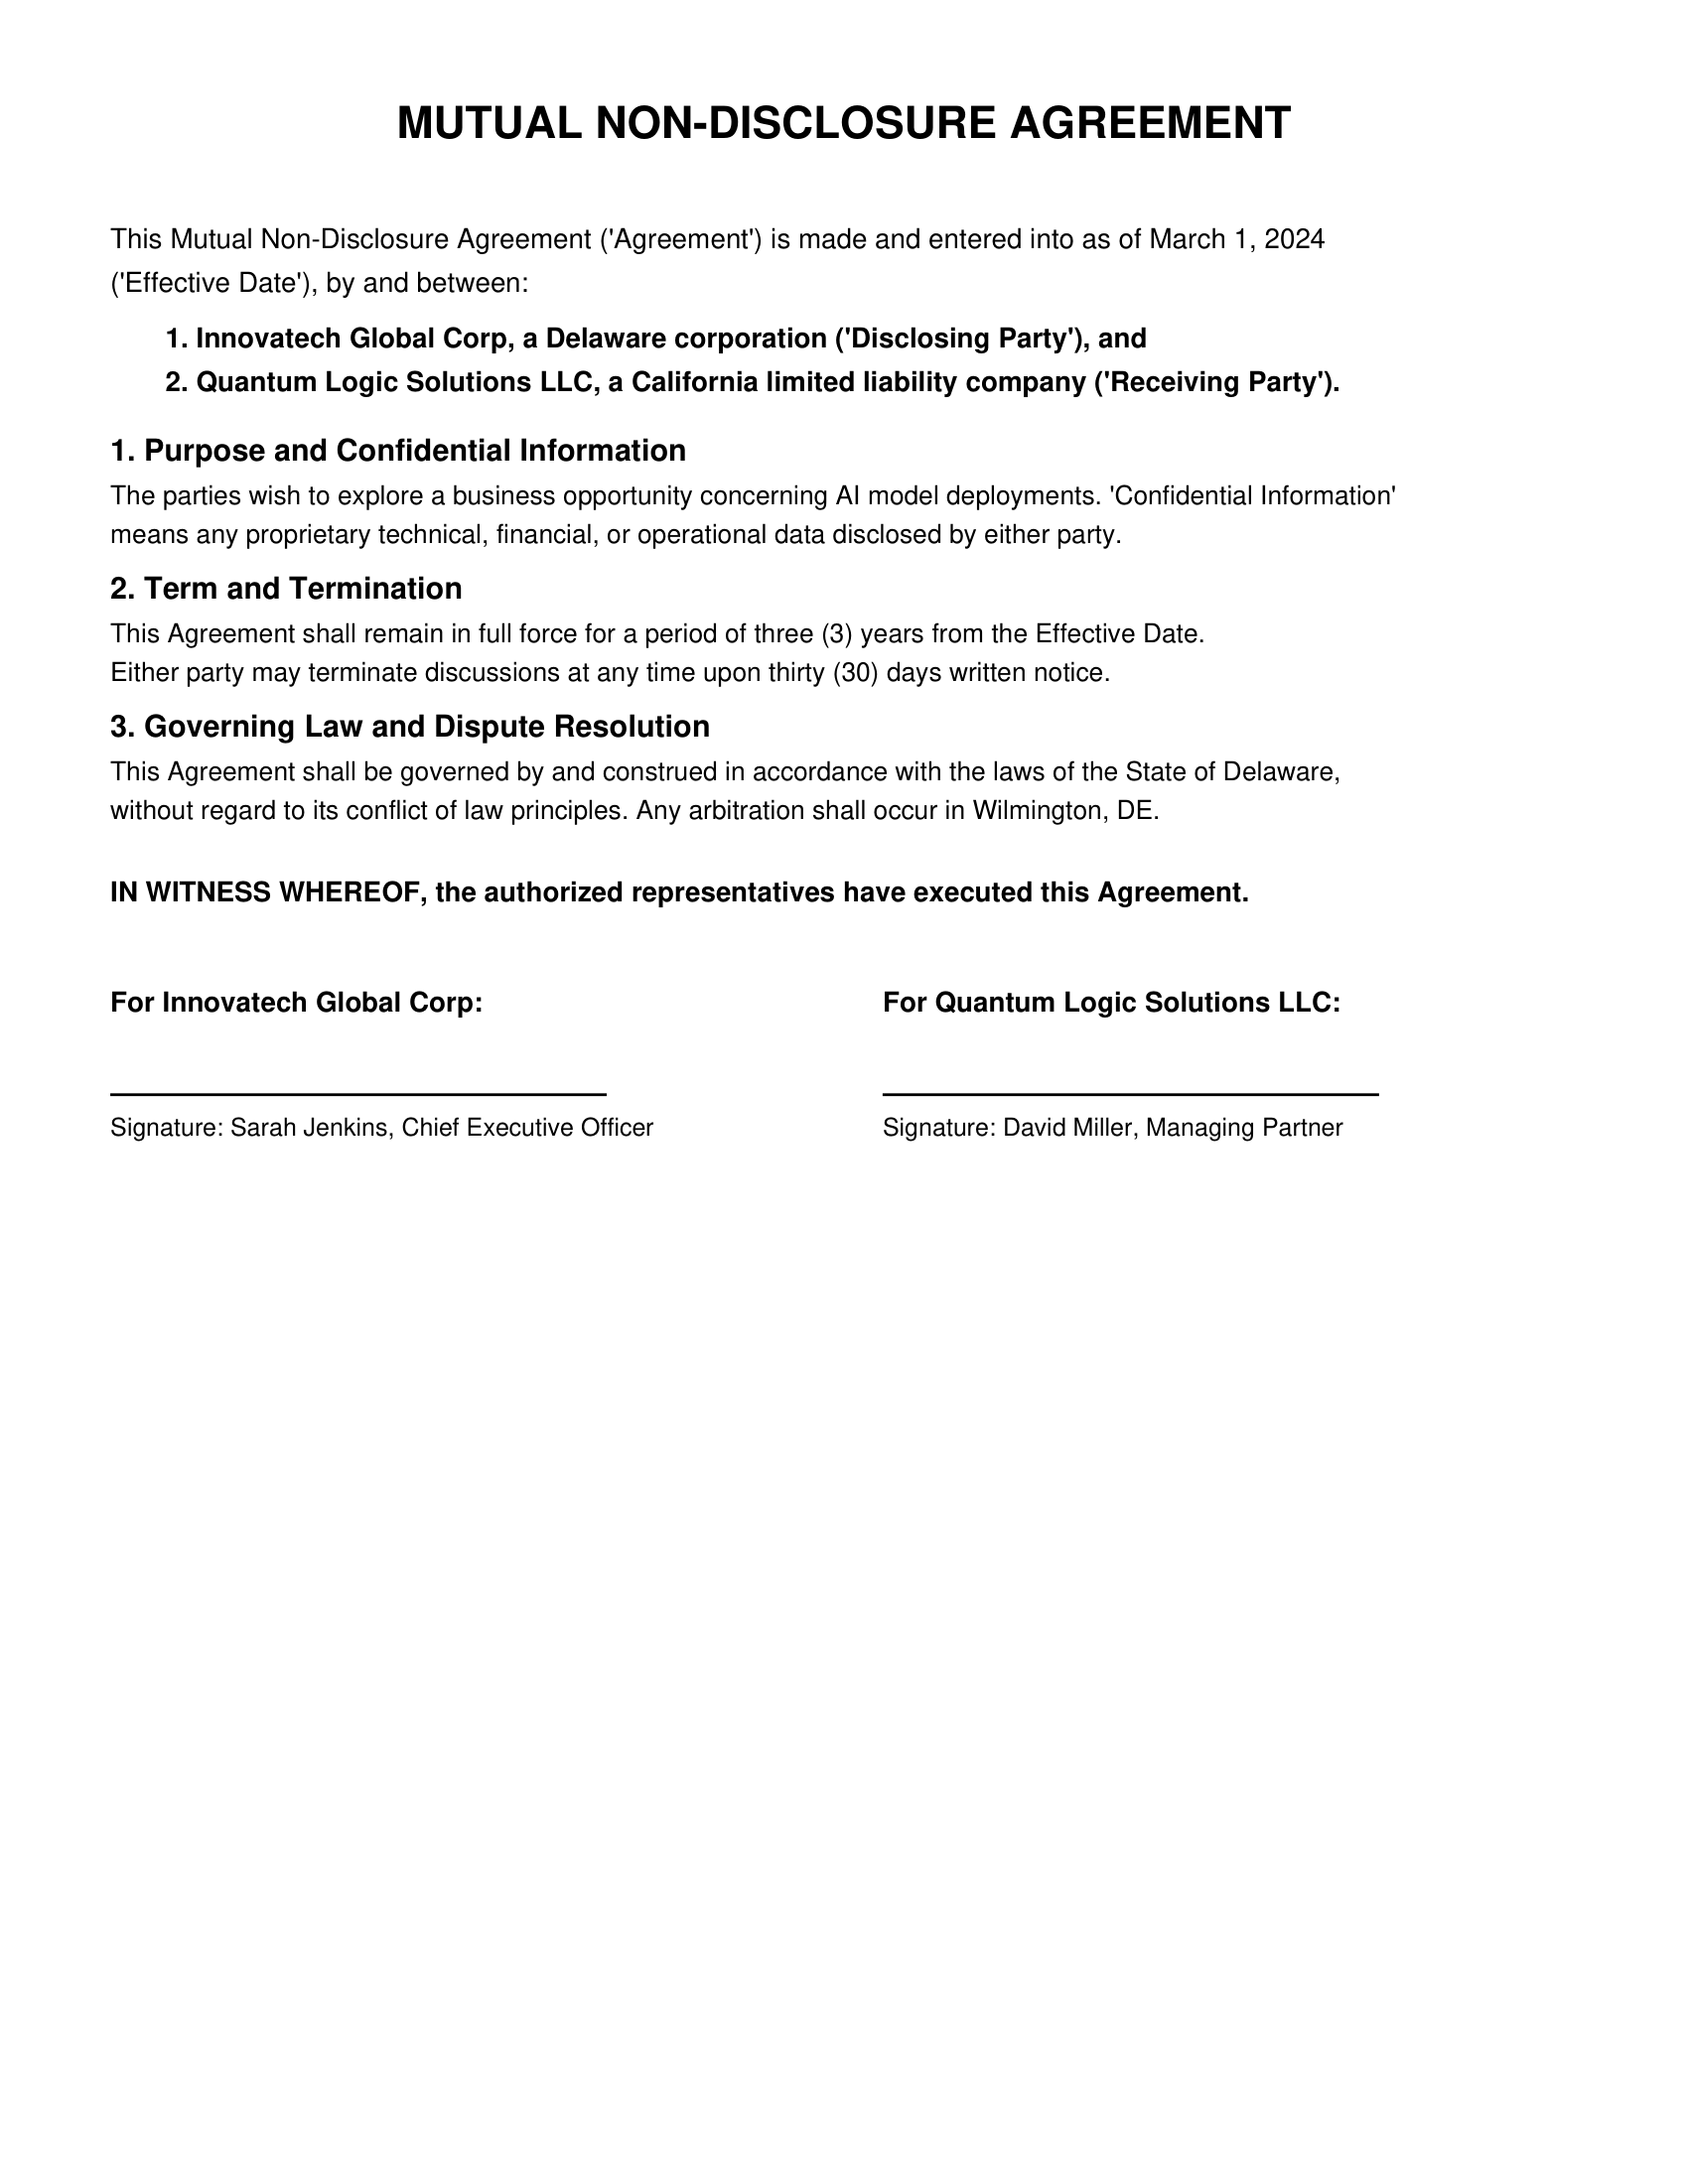 MUTUAL NON-DISCLOSURE AGREEMENT
This Mutual Non-Disclosure Agreement ('Agreement') is made and entered into as of March 1, 2024
('Effective Date'), by and between:
1. Innovatech Global Corp, a Delaware corporation ('Disclosing Party'), and
2. Quantum Logic Solutions LLC, a California limited liability company ('Receiving Party').
1. Purpose and Confidential Information
The parties wish to explore a business opportunity concerning AI model deployments. 'Confidential Information'
means any proprietary technical, financial, or operational data disclosed by either party.
2. Term and Termination
This Agreement shall remain in full force for a period of three (3) years from the Effective Date.
Either party may terminate discussions at any time upon thirty (30) days written notice.
3. Governing Law and Dispute Resolution
This Agreement shall be governed by and construed in accordance with the laws of the State of Delaware,
without regard to its conflict of law principles. Any arbitration shall occur in Wilmington, DE.
IN WITNESS WHEREOF, the authorized representatives have executed this Agreement.
For Innovatech Global Corp:
Signature: Sarah Jenkins, Chief Executive Officer
For Quantum Logic Solutions LLC:
Signature: David Miller, Managing Partner